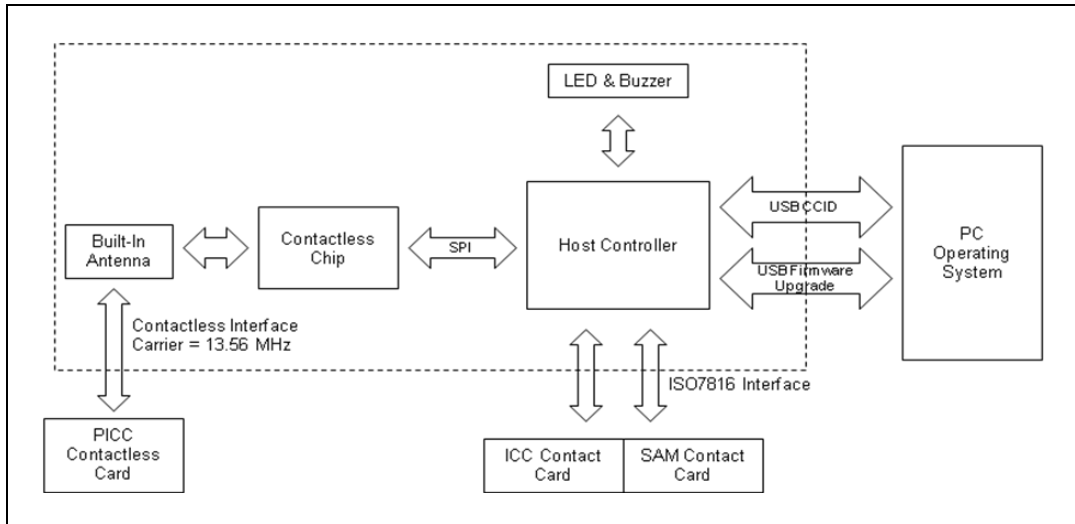 LED & Buzzer
Built-In
Antenna
Contactless
Chip
SPI
Host Controller
USB CCID
USB Firmware
Upgrade
PC
Operating
System
Contactless Interface
Carrier = 13.56 MHz
ISO7816 Interface
PICC
Contactless
Card
ICC Contact
Card
SAM Contact
Card